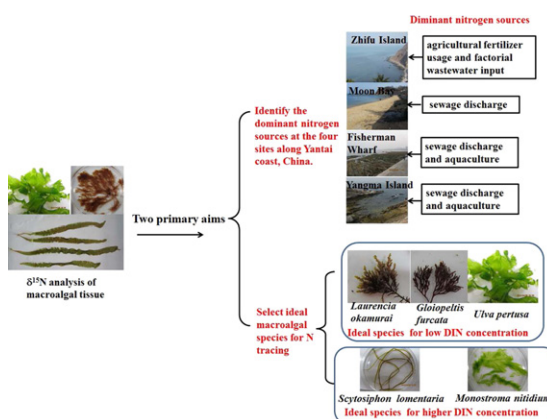 Diminant nitrogen sources
Zhifu Island
agricultural fertilizer
usage and factorial
wastewater input
Moon Bay
sewage discharge
Identify the
dominant nitrogen
sources at the four
sites along Yantai
coast, China.
Fisherman
Wharf
sewage discharge
and aquaculture
Yangma Island
sewage discharge
and aquaculture
Two primary aims
δ15N analysis of
macroalgal tissue
Select ideal
macroalgal
species for N
tracing
Laurencia
okamurai
Gloiopeltis
furcata
Ulva pertusa
Ideal species for low DIN concentration
Scytosiphon lomentaria
Monostroma nitidium
Ideal species for higher DIN concentration